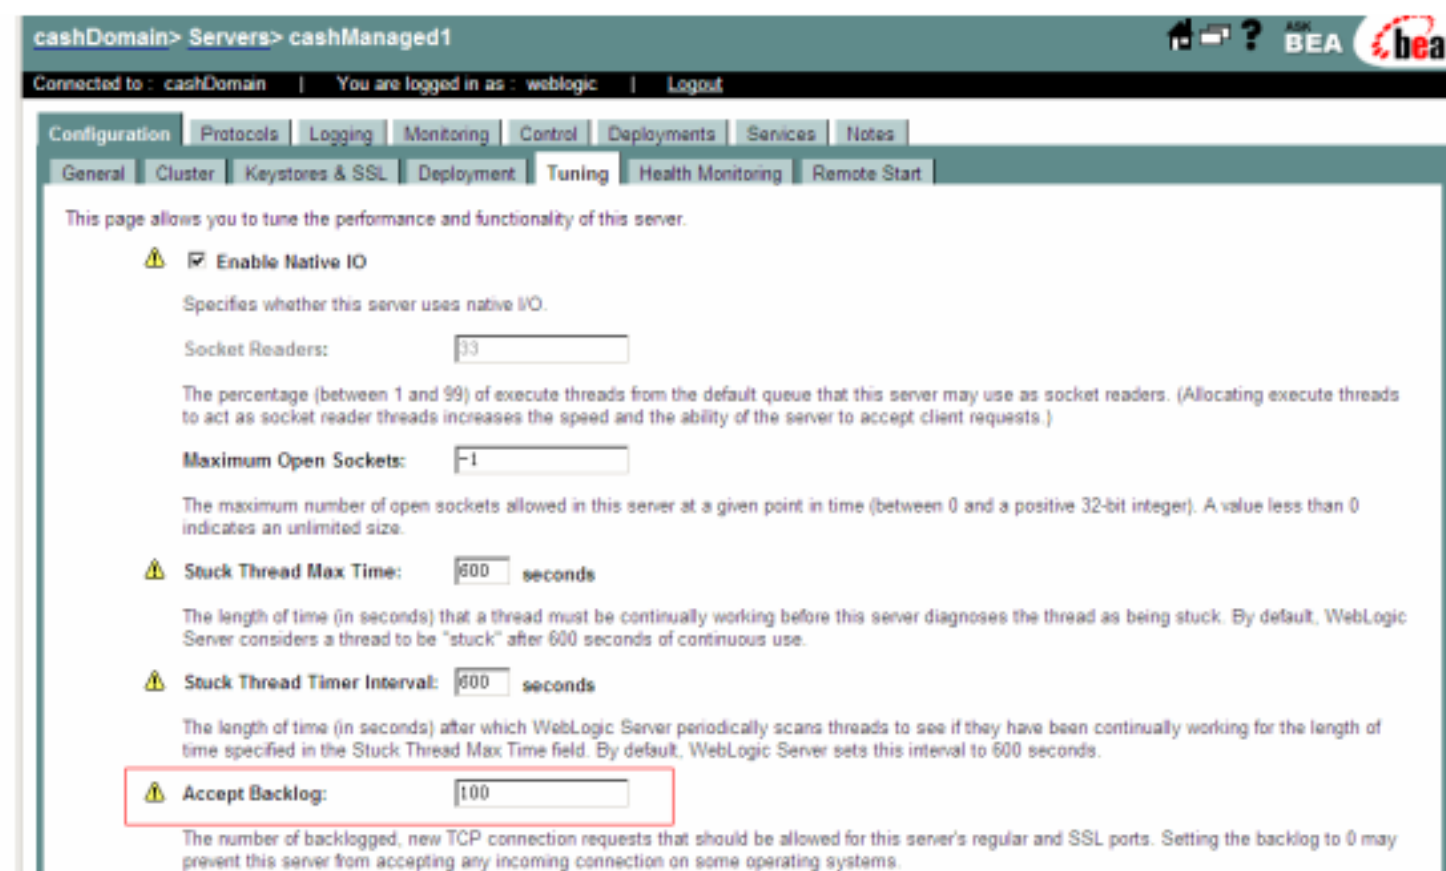 cashDomain> Servers> cashManaged1
? ASK BEA bea
Connected to : cashDomain | You are logged in as : weblogic | Logout
Configuration Protocols Logging Monitoring Control Deployments Services Notes
General Cluster Keystores & SSL Deployment Tuning Health Monitoring Remote Start
This page allows you to tune the performance and functionality of this server.
Enable Native IO
Specifies whether this server uses native I/O.
Socket Readers: 33
The percentage (between 1 and 99) of execute threads from the default queue that this server may use as socket readers. (Allocating execute threads
to act as socket reader threads increases the speed and the ability of the server to accept client requests.)
Maximum Open Sockets: -1
The maximum number of open sockets allowed in this server at a given point in time (between 0 and a positive 32-bit integer). A value less than 0
indicates an unlimited size.
Stuck Thread Max Time: 600 seconds
The length of time (in seconds) that a thread must be continually working before this server diagnoses the thread as being stuck. By default, WebLogic
Server considers a thread to be "stuck" after 600 seconds of continuous use.
Stuck Thread Timer Interval: 600 seconds
The length of time (in seconds) after which WebLogic Server periodically scans threads to see if they have been continually working for the length of
time specified in the Stuck Thread Max Time field. By default, WebLogic Server sets this interval to 600 seconds.
Accept Backlog: 100
The number of backlogged, new TCP connection requests that should be allowed for this server's regular and SSL ports. Setting the backlog to 0 may
prevent this server from accepting any incoming connection on some operating systems.